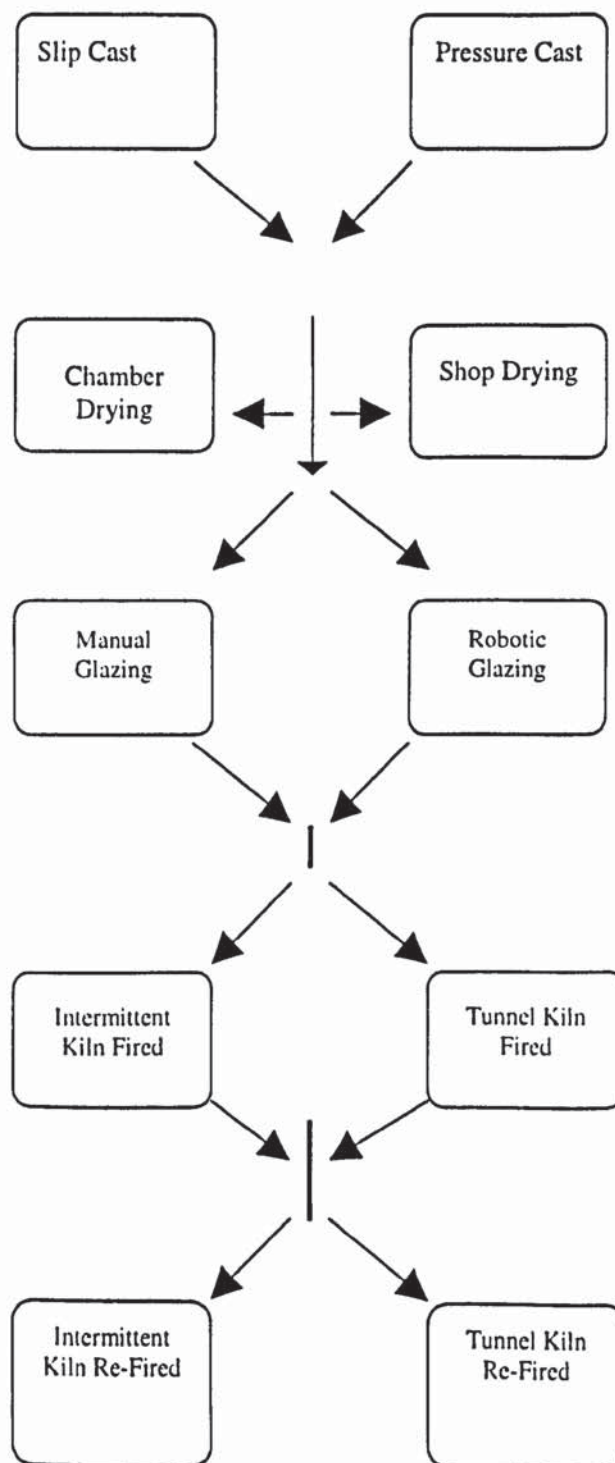 Slip Cast
Pressure Cast
Chamber
Drying
Shop Drying
Manual
Glazing
Robotic
Glazing
Intermittent
Kiln Fired
Tunnel Kiln
Fired
Intermittent
Kiln Re-Fired
Tunnel Kiln
Re-Fired